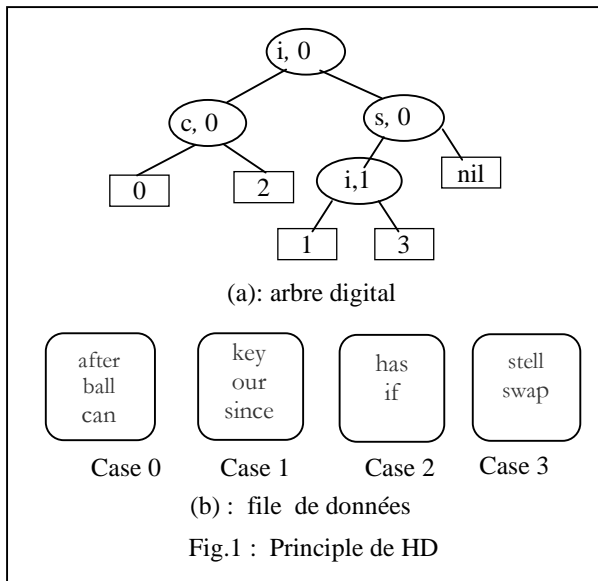 i, 0
c, 0
s, 0
0
2
i,1
nil
1
3
(a): arbre digital
after
ball
can
key
our
since
has
if
stell
swap
Case 0
Case 1
Case 2
Case 3
(b) : file de données
Fig.1 : Principle de HD